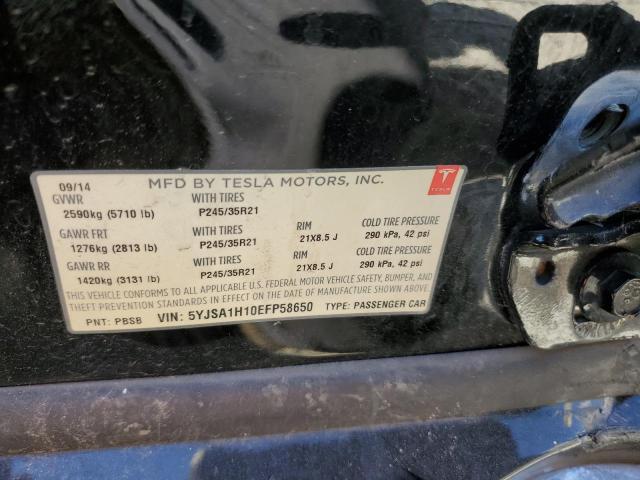 09/14 MFD BY TESLA MOTORS, INC.
GVWR WITH TIRES
2590kg (5710 lb) P245/35R21
GAWR FRT WITH TIRES RIM COLD TIRE PRESSURE
1276kg (2813 lb) P245/35R21 21X8.5 J 290 kPa, 42 psi
GAWR RR WITH TIRES RIM COLD TIRE PRESSURE
1420kg (3131 lb) P245/35R21 21X8.5 J 290 kPa, 42 psi
THIS VEHICLE CONFORMS TO ALL APPLICABLE U.S. FEDERAL MOTOR VEHICLE SAFETY, BUMPER, AND
THEFT PREVENTION STANDARDS IN EFFECT ON THE DATE OF MANUFACTURE SHOWN ABOVE.
PNT: PBSB VIN: 5YJSA1H10EFP58650 TYPE: PASSENGER CAR
TESLA